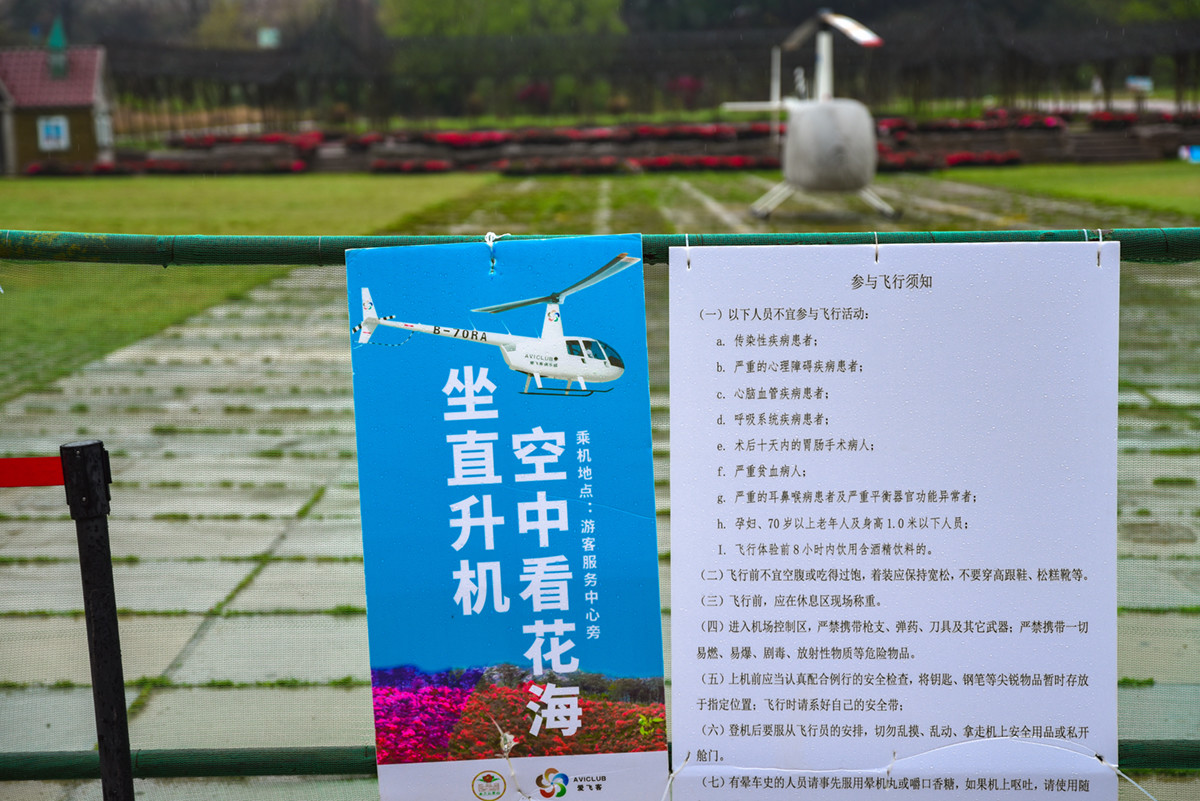 B-70RA
AVICLUB
坐直升机
空中看花海
乘机地点：游客服务中心旁
AVICLUB
爱飞客
参与飞行须知
（一）以下人员不宜参与飞行活动:
a. 传染性疾病患者；
b. 严重的心理障碍疾病患者；
c. 心脑血管疾病患者；
d. 呼吸系统疾病患者；
e. 术后十天内的胃肠手术病人；
f. 严重贫血病人；
g. 严重的耳鼻喉病患者及严重平衡器官功能异常者；
h. 孕妇、70岁以上老年人及身高1.0米以下人员；
I. 飞行体验前8小时内饮用含酒精饮料的。
（二）飞行前不宜空腹或吃得过饱，着装应保持宽松，不要穿高跟鞋、松糕靴等。
（三）飞行前，应在休息区现场称重。
（四）进入机场控制区，严禁携带枪支、弹药、刀具及其它武器；严禁携带一切
易燃、易爆、剧毒、放射性物质等危险物品。
（五）上机前应当认真配合例行的安全检查，将钥匙、钢笔等尖锐物品暂时存放
于指定位置；飞行时请系好自己的安全带；
（六）登机后要服从飞行员的安排，切勿乱摸、乱动、拿走机上安全用品或私开
舱门。
（七）有晕车史的人员请事先服用晕机丸或嚼口香糖，如果机上呕吐，请使用随